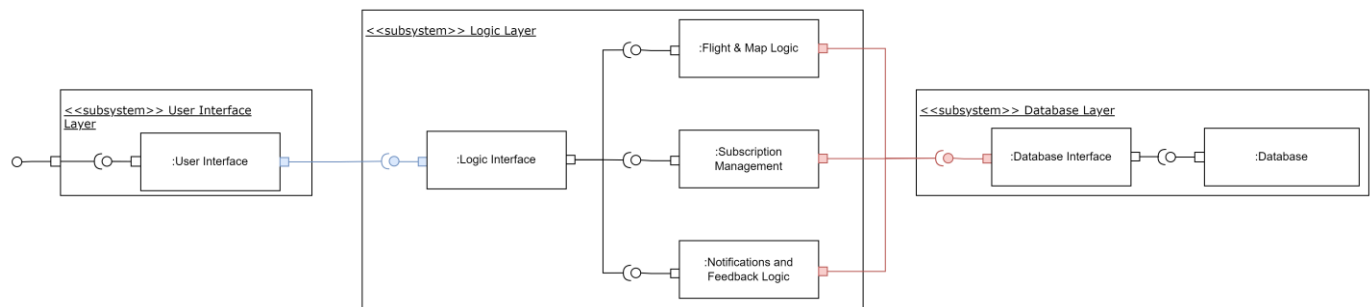 <<subsystem>> User Interface
Layer
:User Interface
<<subsystem>> Logic Layer
:Logic Interface
:Flight & Map Logic
:Subscription
Management
:Notifications and
Feedback Logic
<<subsystem>> Database Layer
:Database Interface
:Database